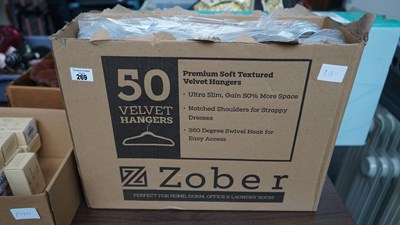 269
50
VELVET
HANGERS
Premium Soft Textured
Velvet Hangers
• Ultra Slim, Gain 50% More Space
• Notched Shoulders for Strappy
Dresses
• 360 Degree Swivel Hook for
Easy Access
Zober
PERFECT FOR HOME, DORM, OFFICE & LAUNDRY ROOM